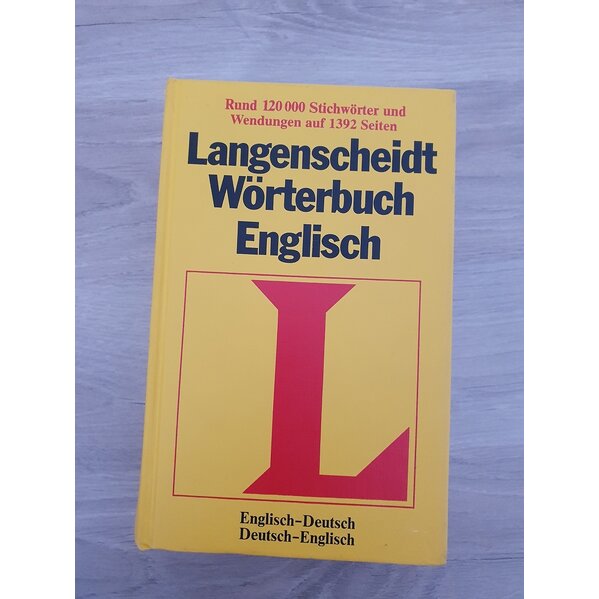 Rund 120 000 Stichwörter und
Wendungen auf 1392 Seiten
Langenscheidt
Wörterbuch
Englisch
L
Englisch–Deutsch
Deutsch–Englisch